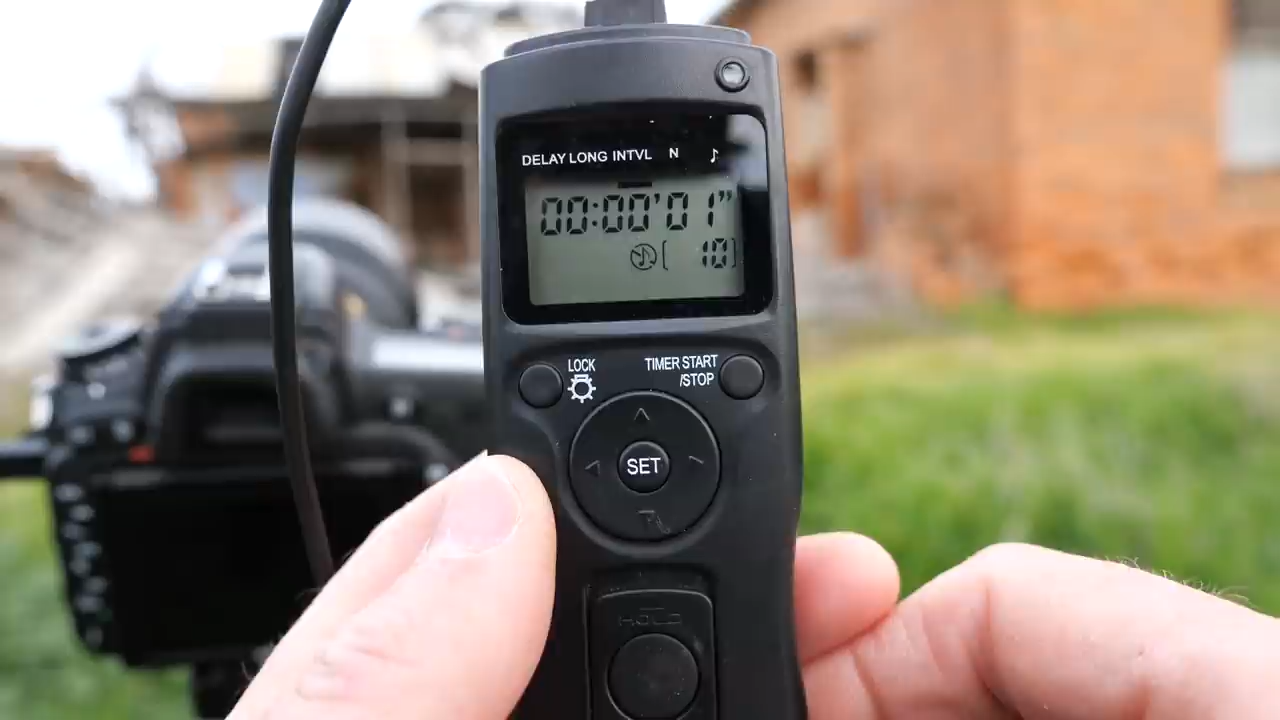 DELAY LONG INTVL N ♪
00:00'01"
[ 10]
LOCK
TIMER START
/STOP
SET
HOLD